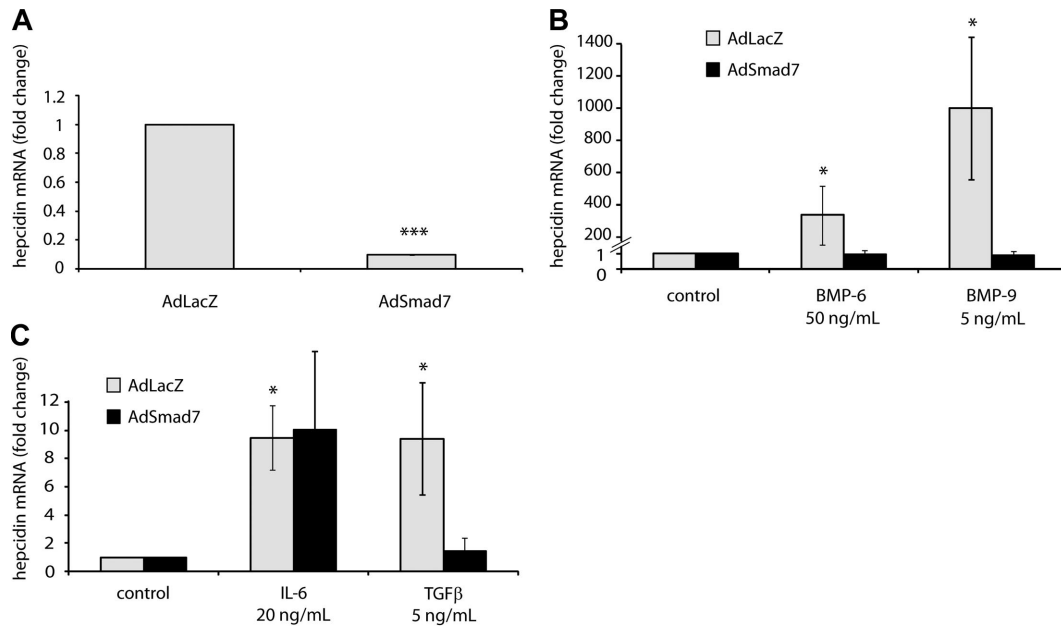 A
hepcidin mRNA (fold change)
1.2
1
0.8
0.6
0.4
0.2
0
***
AdLacZ
AdSmad7
B
hepcidin mRNA (fold change)
1400
1200
1000
800
600
400
200
1
0
AdLacZ
AdSmad7
*
*
control
BMP-6
50 ng/mL
BMP-9
5 ng/mL
C
hepcidin mRNA (fold change)
12
10
8
6
4
2
0
AdLacZ
AdSmad7
*
*
control
IL-6
20 ng/mL
TGFβ
5 ng/mL